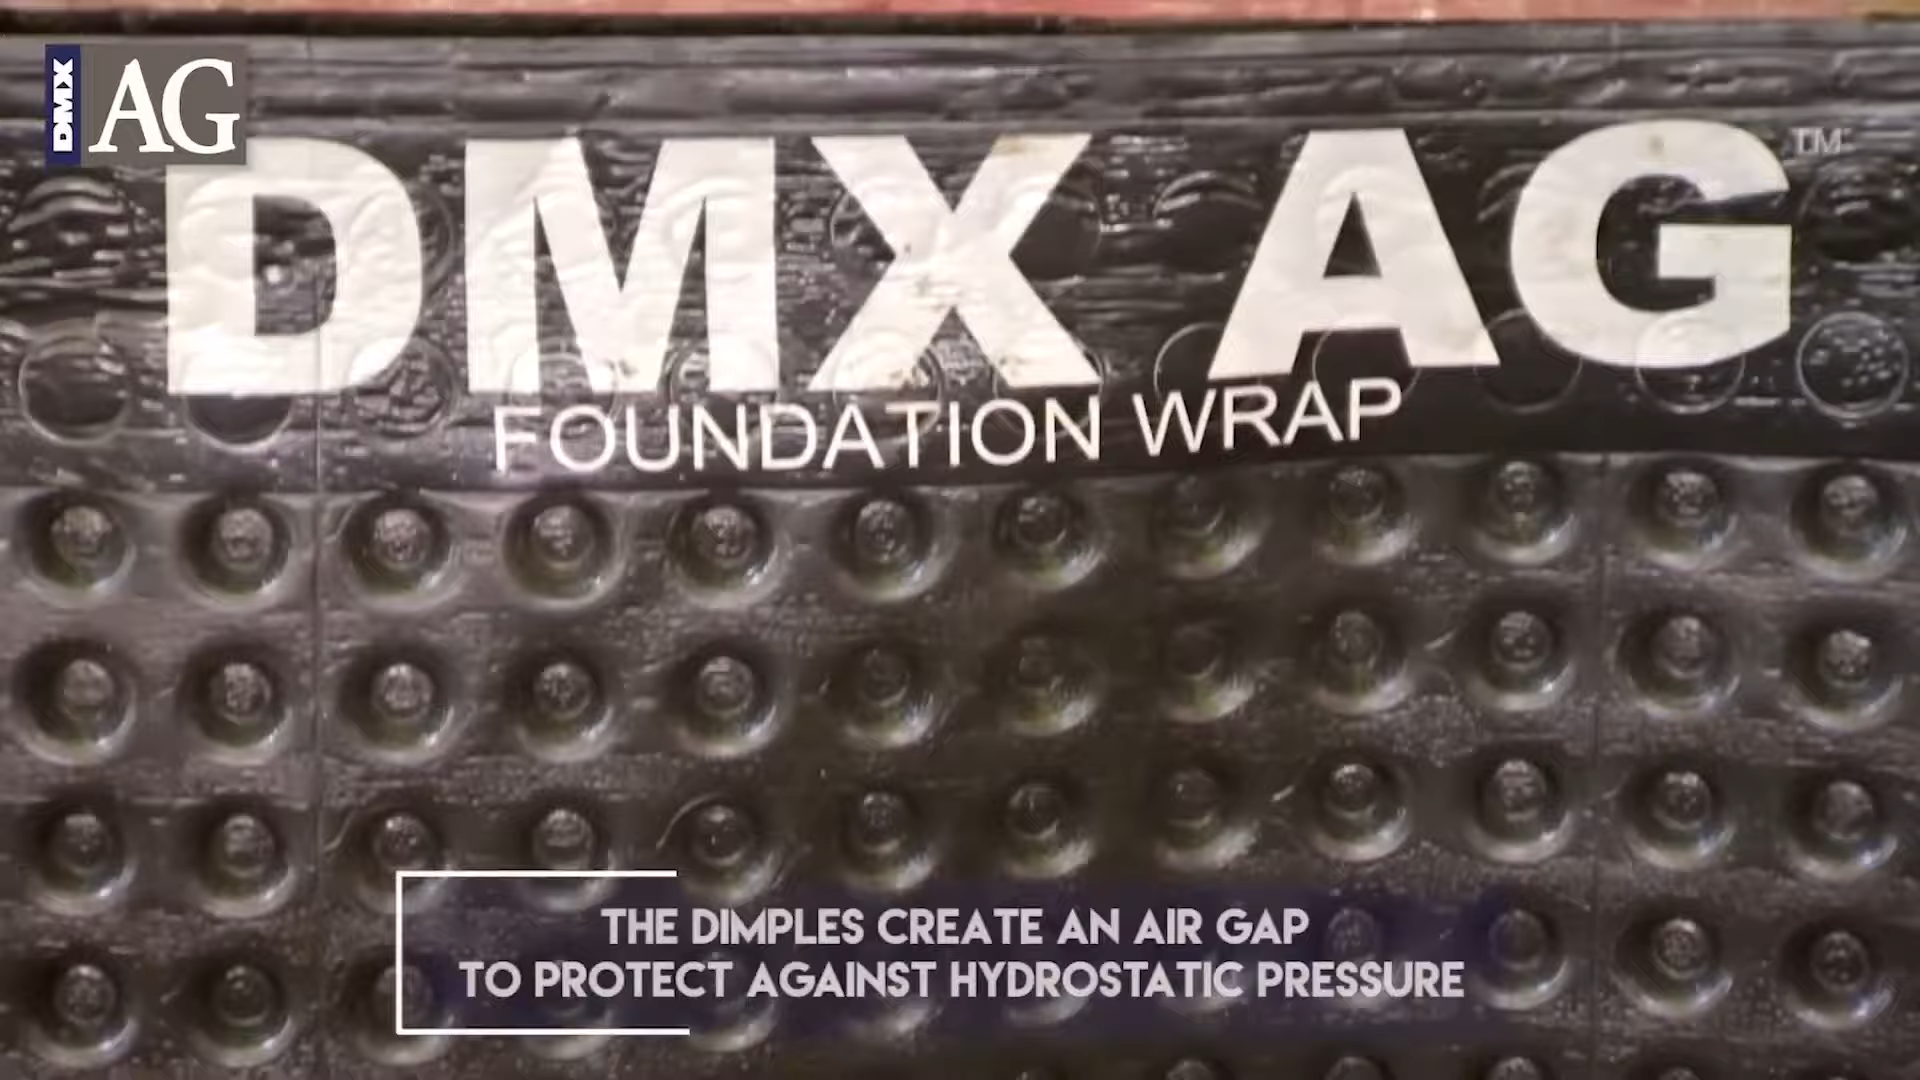 DMX
AG
DMX AG™
FOUNDATION WRAP
THE DIMPLES CREATE AN AIR GAP
TO PROTECT AGAINST HYDROSTATIC PRESSURE